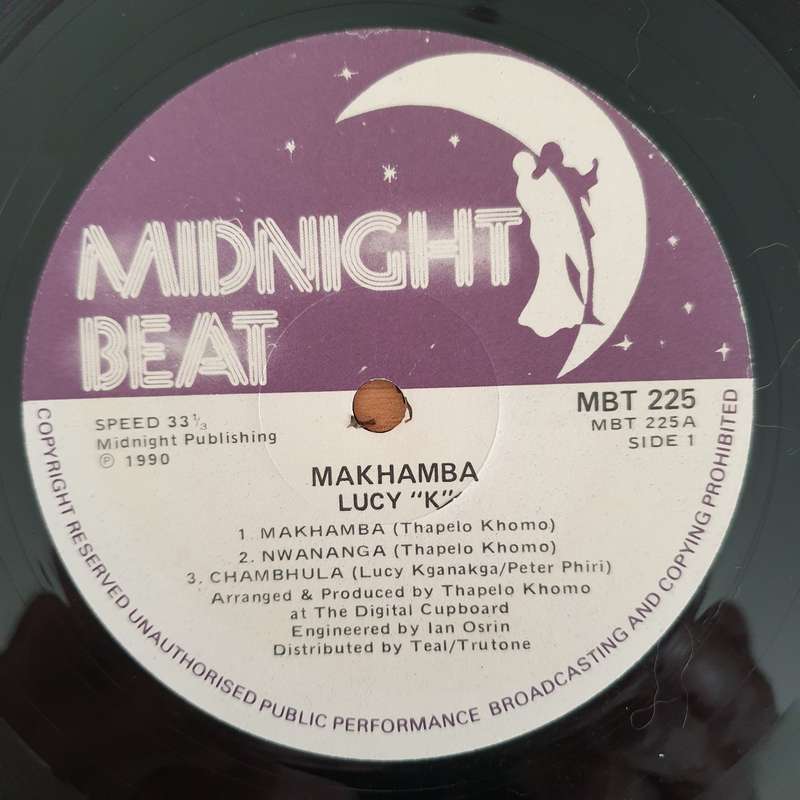 MIDNIGHT
BEAT
SPEED 33⅓
Midnight Publishing
℗ 1990
MBT 225
MBT 225A
SIDE 1
MAKHAMBA
LUCY "K"
1. MAKHAMBA (Thapelo Khomo)
2. NWANANGA (Thapelo Khomo)
3. CHAMBHULA (Lucy Kganakga/Peter Phiri)
Arranged & Produced by Thapelo Khomo
at The Digital Cupboard
Engineered by Ian Osrin
Distributed by Teal/Trutone
COPYRIGHT RESERVED UNAUTHORISED PUBLIC PERFORMANCE BROADCASTING AND COPYING PROHIBITED